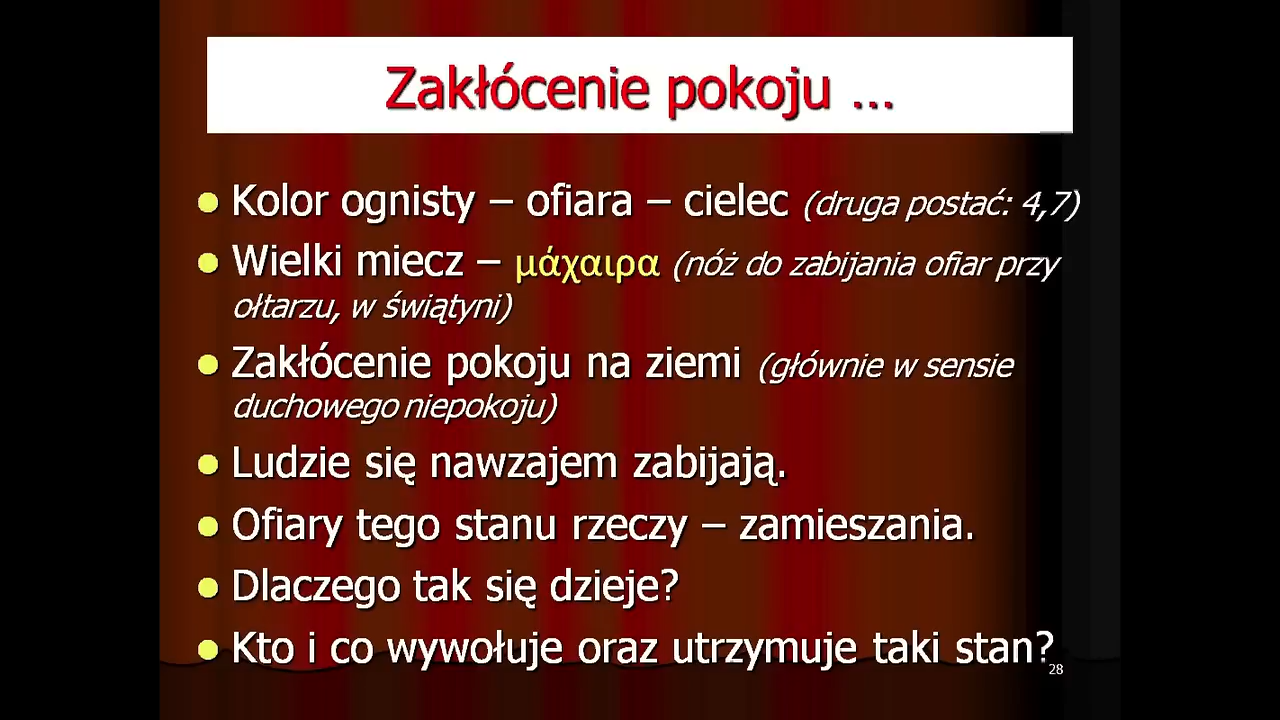 Zakłócenie pokoju ...
● Kolor ognisty – ofiara – cielec (druga postać: 4,7)
● Wielki miecz – μάχαιρα (nóż do zabijania ofiar przy
ołtarzu, w świątyni)
● Zakłócenie pokoju na ziemi (głównie w sensie
duchowego niepokoju)
● Ludzie się nawzajem zabijają.
● Ofiary tego stanu rzeczy – zamieszania.
● Dlaczego tak się dzieje?
● Kto i co wywołuje oraz utrzymuje taki stan?
28